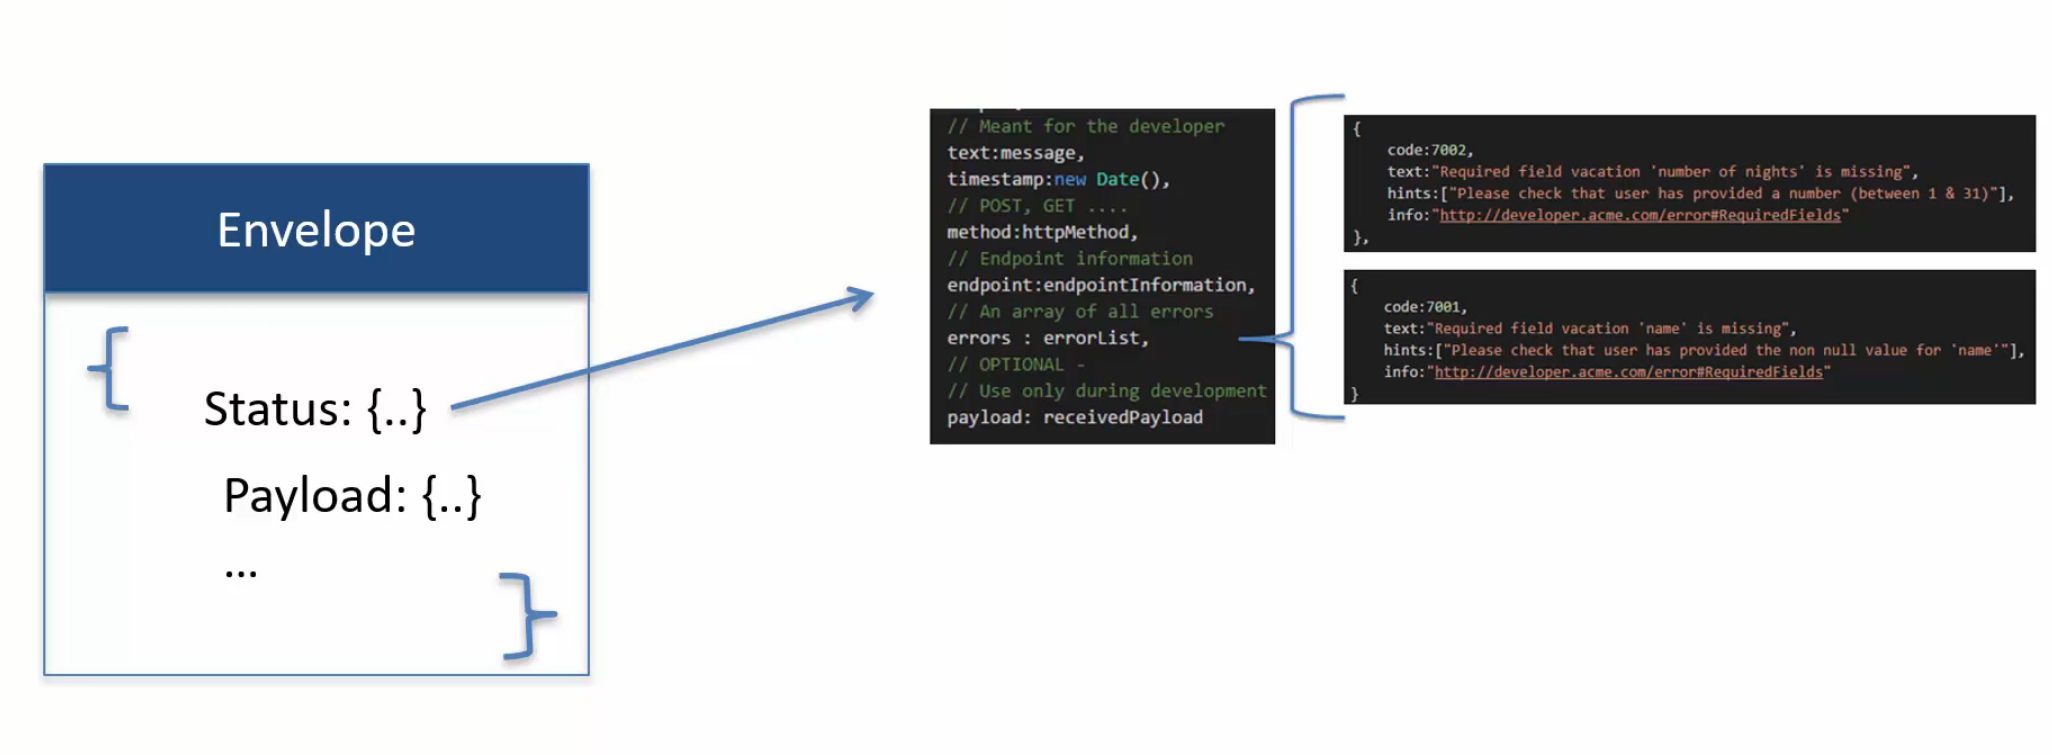 Envelope
{
Status: {..}
Payload: {..}
...
}
// Meant for the developer
text:message,
timestamp:new Date(),
// POST, GET ....
method:httpMethod,
// Endpoint information
endpoint:endpointInformation,
// An array of all errors
errors : errorList,
// OPTIONAL -
// Use only during development
payload: receivedPayload
{
code:7002,
text:"Required field vacation 'number of nights' is missing",
hints:["Please check that user has provided a number (between 1 & 31)"],
info:"http://developer.acme.com/error#RequiredFields"
},
{
code:7001,
text:"Required field vacation 'name' is missing",
hints:["Please check that user has provided the non null value for 'name'"],
info:"http://developer.acme.com/error#RequiredFields"
}